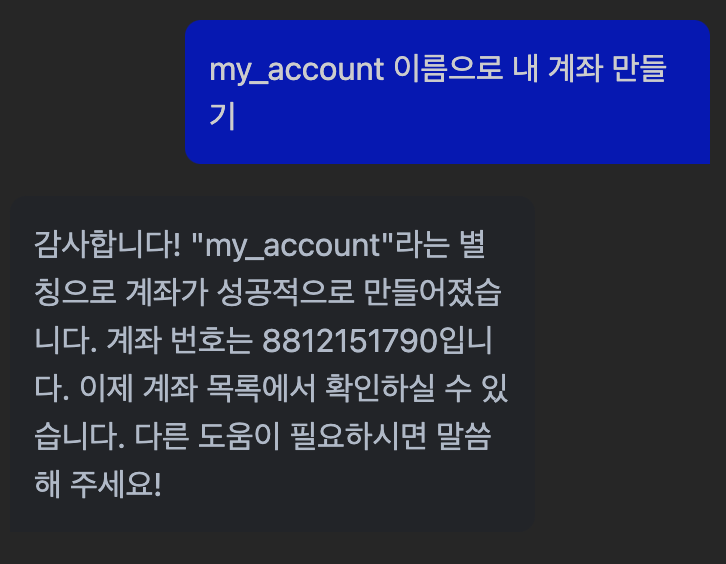 my_account 이름으로 내 계좌 만들
기
감사합니다! "my_account"라는 별
칭으로 계좌가 성공적으로 만들어졌습
니다. 계좌 번호는 8812151790입니
다. 이제 계좌 목록에서 확인하실 수 있
습니다. 다른 도움이 필요하시면 말씀
해 주세요!